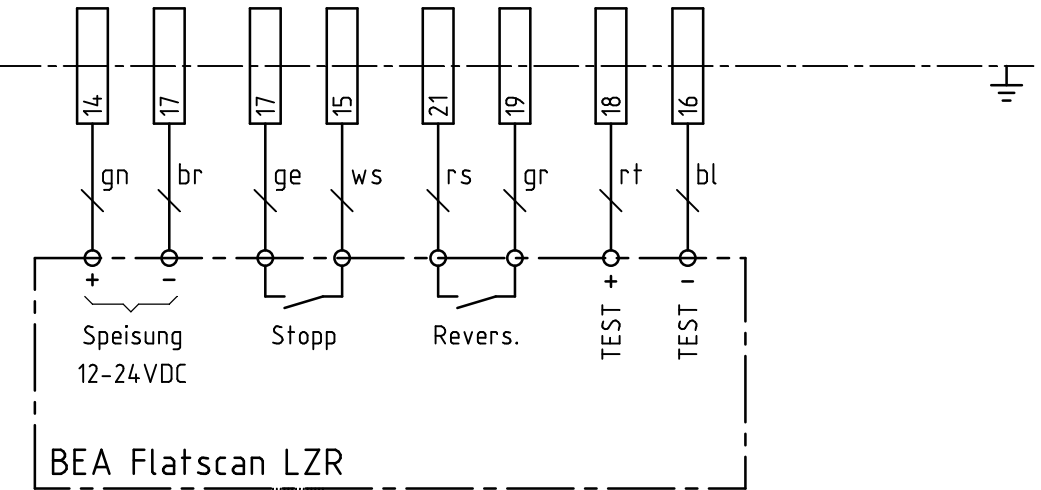 14 17 17 15 21 19 18 16
gn br ge ws rs gr rt bl
+ − + −
Speisung Stopp Revers. TEST TEST
12-24VDC
BEA Flatscan LZR